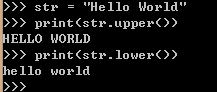 >>> str = "Hello World"
>>> print(str.upper())
HELLO WORLD
>>> print(str.lower())
hello world
>>>